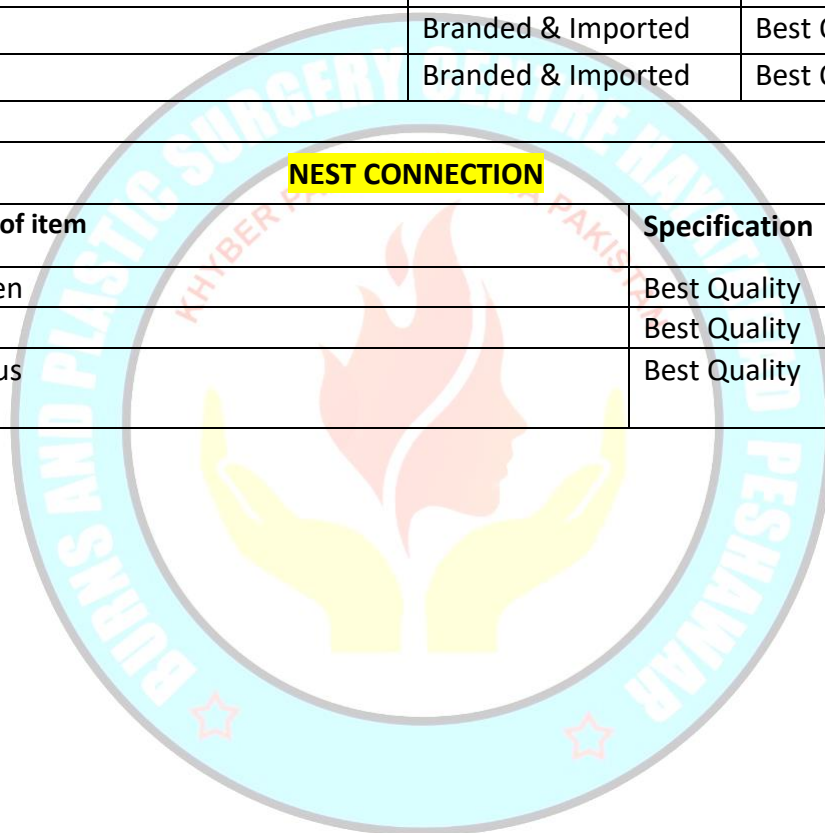 Branded & Imported Best
Branded & Imported Best
NEST CONNECTION
of item Specification
en Best Quality
Best Quality
us Best Quality
BURNS AND PLASTIC SURGERY CENTRE PESHAWAR
KHYBER PAKISTAN